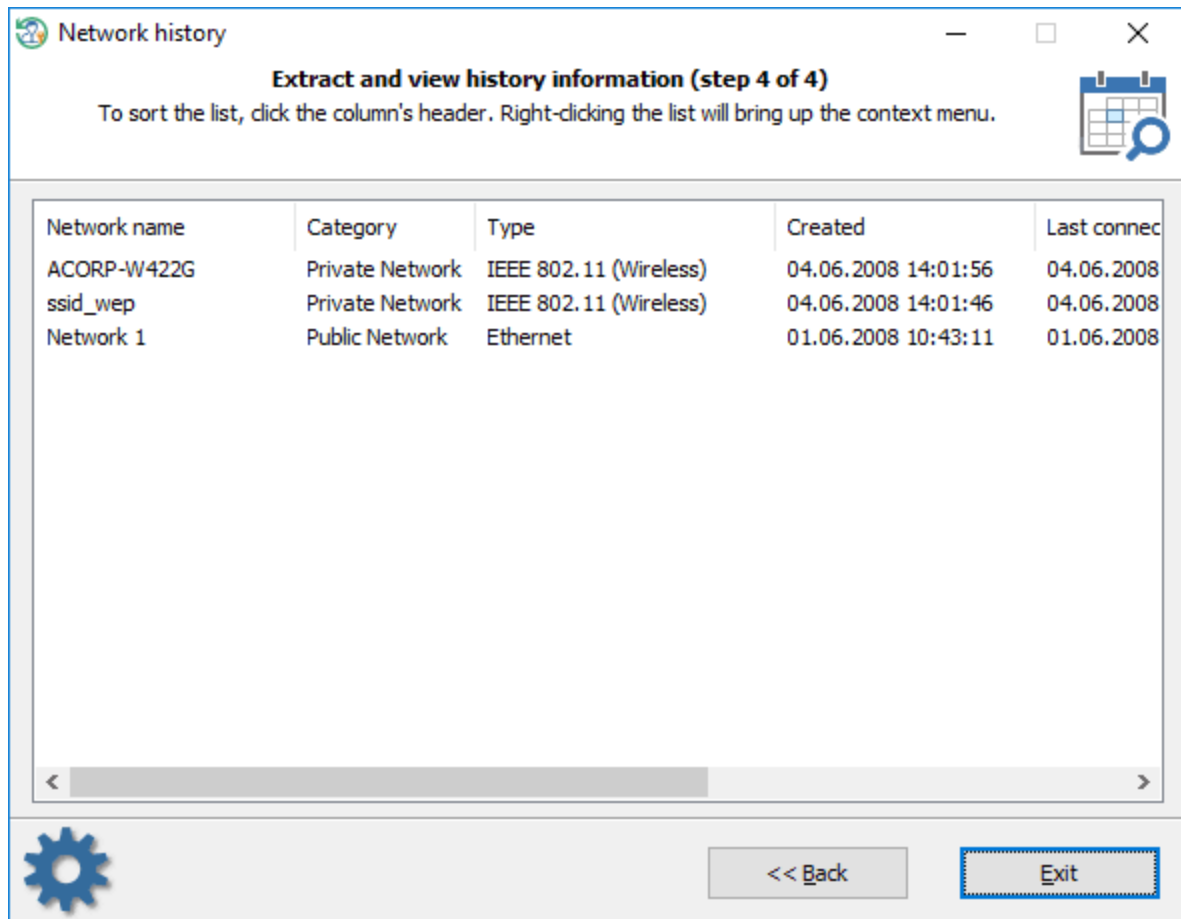 Network history
Extract and view history information (step 4 of 4)
To sort the list, click the column's header. Right-clicking the list will bring up the context menu.
Network name Category Type Created Last connec
ACORP-W422G Private Network IEEE 802.11 (Wireless) 04.06.2008 14:01:56 04.06.2008
ssid_wep Private Network IEEE 802.11 (Wireless) 04.06.2008 14:01:46 04.06.2008
Network 1 Public Network Ethernet 01.06.2008 10:43:11 01.06.2008
<< Back Exit